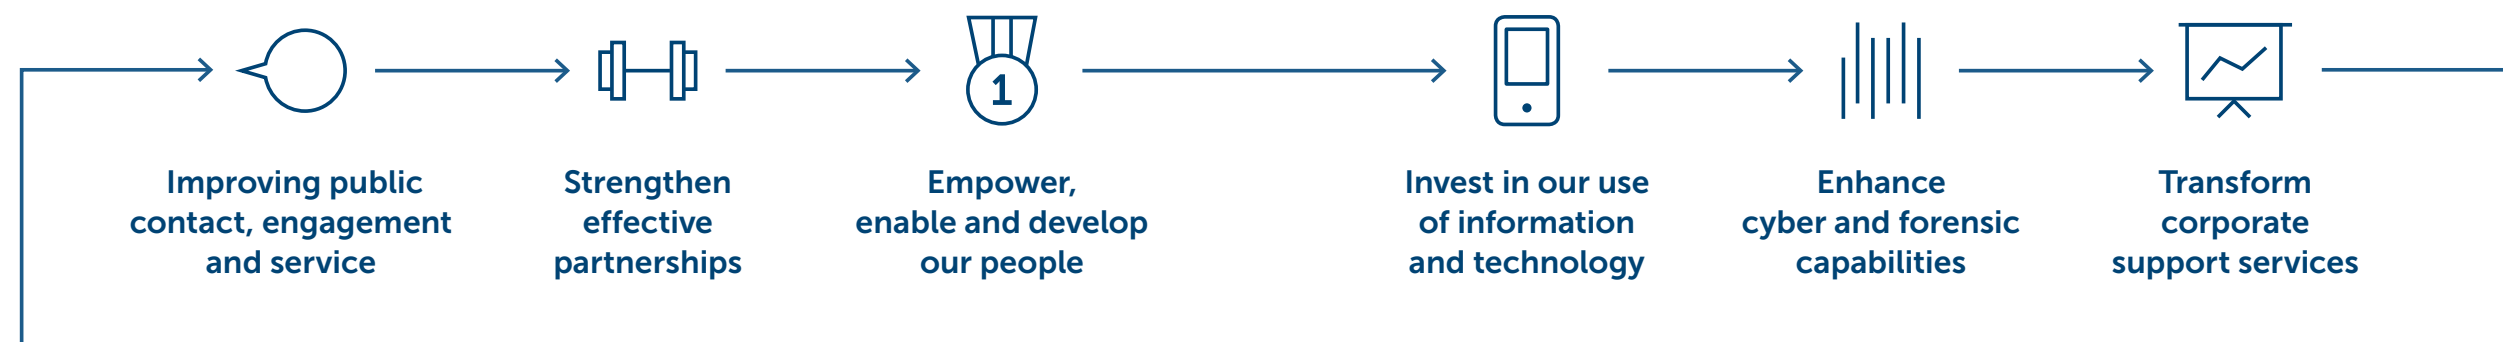 1
Improving public
contact, engagement
and service
Strengthen
effective
partnerships
Empower,
enable and develop
our people
Invest in our use
of information
and technology
Enhance
cyber and forensic
capabilities
Transform
corporate
support services